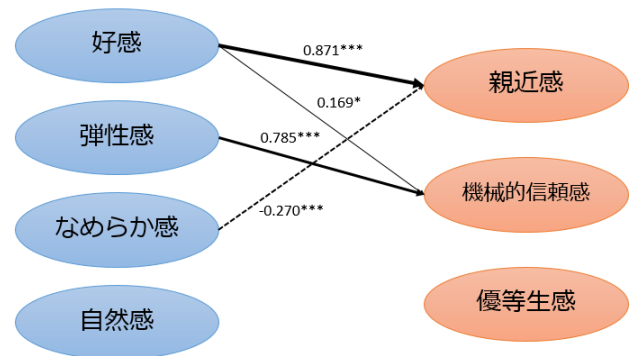 好感
0.871***
親近感
0.169*
弾性感
0.785***
機械的信頼感
なめらか感
-0.270***
優等生感
自然感